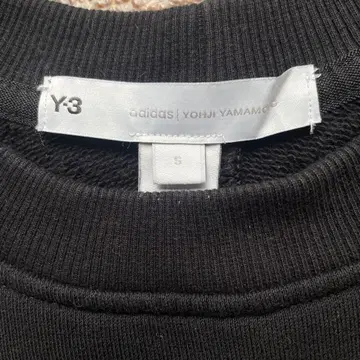 Y-3
adidas | YOHJI YAMAMOTO
S